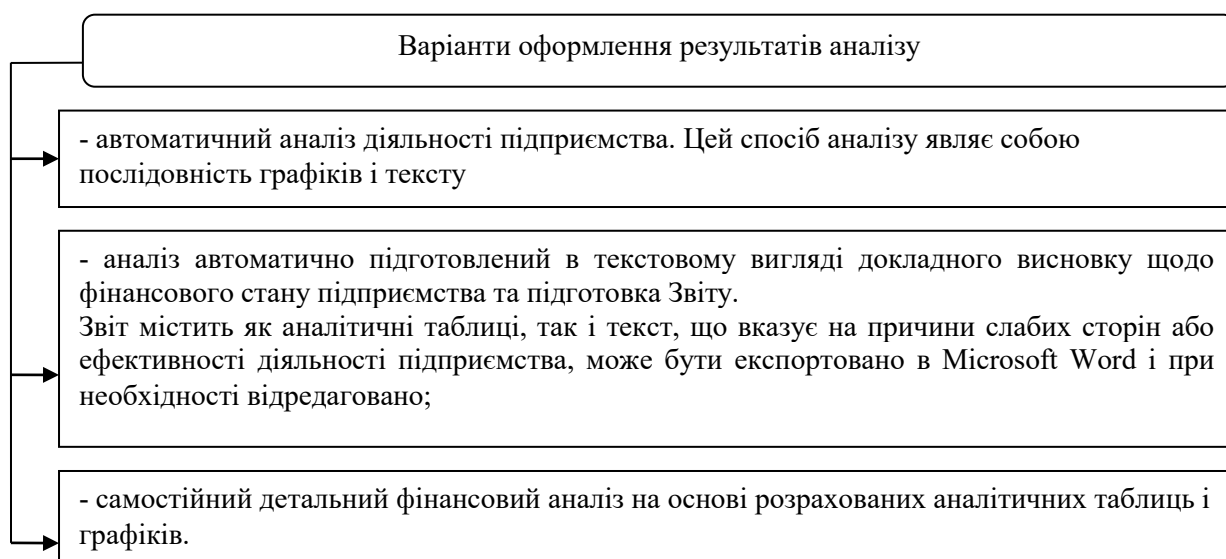 Варіанти оформлення результатів аналізу
- автоматичний аналіз діяльності підприємства. Цей спосіб аналізу являє собою
послідовність графіків і тексту
- аналіз автоматично підготовлений в текстовому вигляді докладного висновку щодо
фінансового стану підприємства та підготовка Звіту.
Звіт містить як аналітичні таблиці, так і текст, що вказує на причини слабих сторін або
ефективності діяльності підприємства, може бути експортовано в Microsoft Word і при
необхідності відредаговано;
- самостійний детальний фінансовий аналіз на основі розрахованих аналітичних таблиць і
графіків.